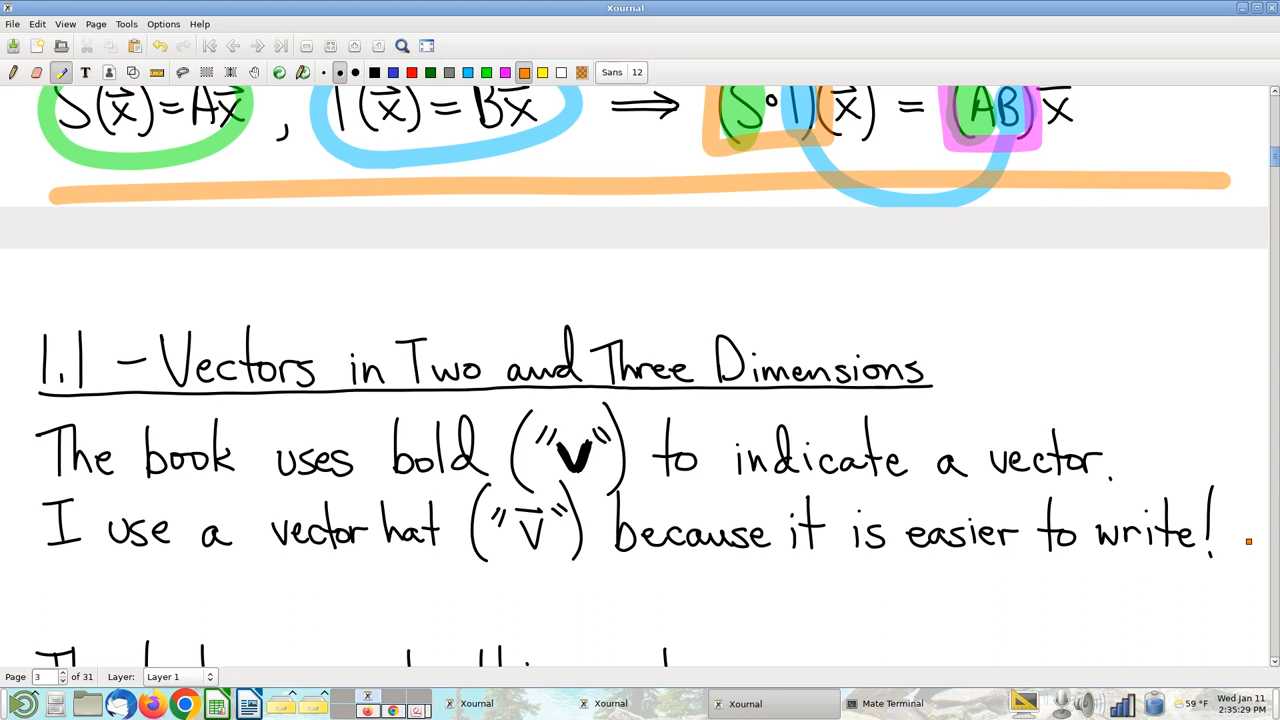 Xournal
File Edit View Page Tools Options Help
Sans 12
S(x⃗)=Ax⃗ , T(x⃗)=Bx⃗ ⟹ (S∘T)(x⃗) = (AB)x⃗
1.1 – Vectors in Two and Three Dimensions
The book uses bold ("v") to indicate a vector.
I use a vector hat ("v⃗") because it is easier to write!
Page 3 of 31 Layer: Layer 1
Xournal Xournal Xournal Mate Terminal 59 °F Wed Jan 11
2:35:29 PM